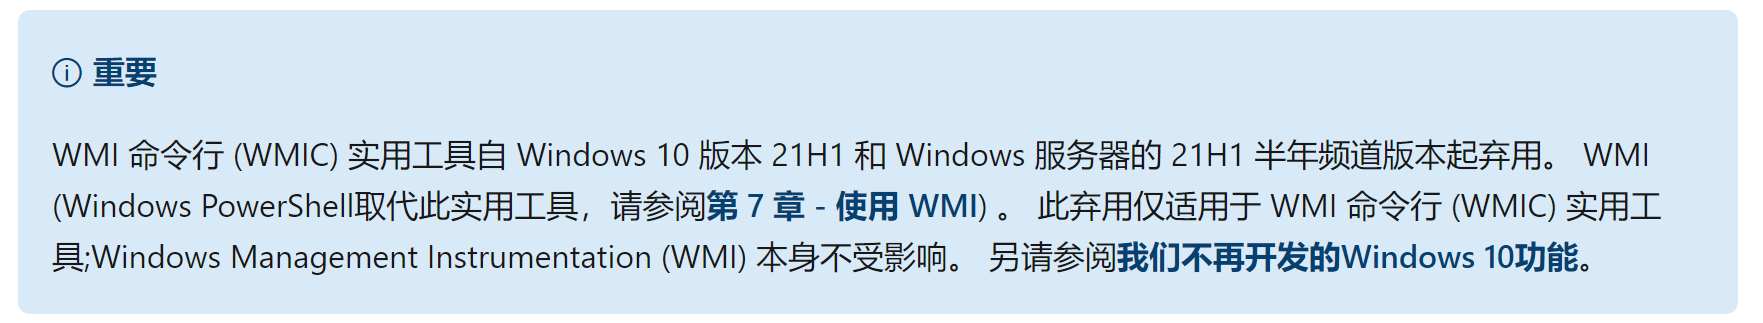 重要
WMI 命令行 (WMIC) 实用工具自 Windows 10 版本 21H1 和 Windows 服务器的 21H1 半年频道版本起弃用。 WMI
(Windows PowerShell取代此实用工具，请参阅第 7 章 - 使用 WMI) 。 此弃用仅适用于 WMI 命令行 (WMIC) 实用工
具;Windows Management Instrumentation (WMI) 本身不受影响。 另请参阅我们不再开发的Windows 10功能。